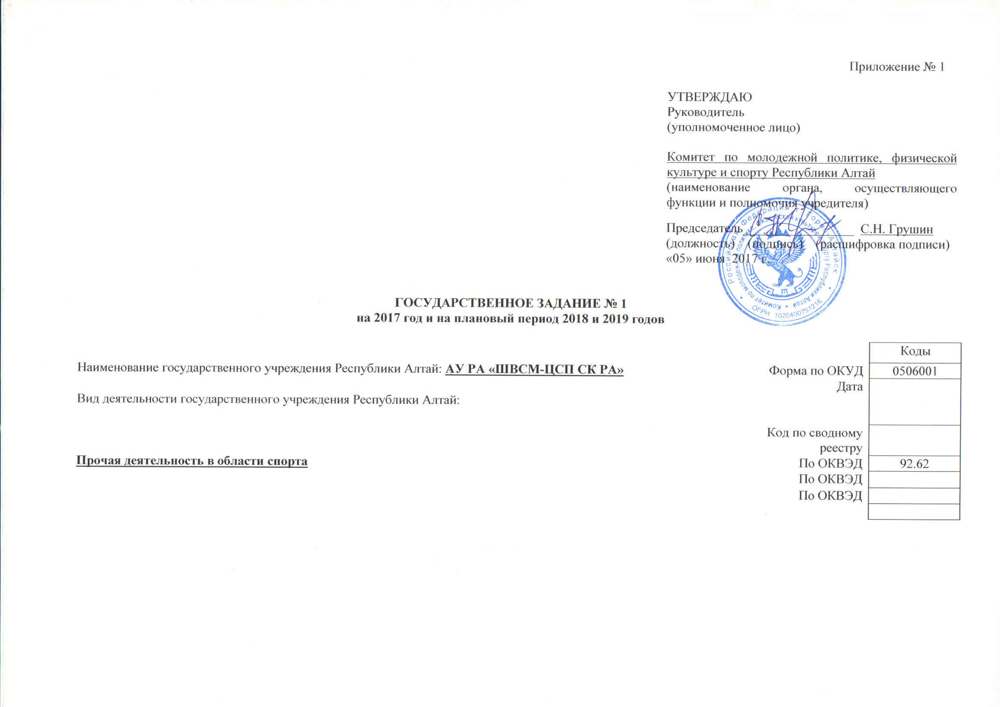 Приложение № 1
УТВЕРЖДАЮ
Руководитель
(уполномоченное лицо)
Комитет по молодежной политике, физической
культуре и спорту Республики Алтай
(наименование органа, осуществляющего
функции и полномочия учредителя)
Председатель _________________ С.Н. Грушин
(должность) (подпись) (расшифровка подписи)
«05» июня 2017 г.
Российская Федерация г. Горно-Алтайск
Комитет по молодежной политике, физической культуре и спорту Республики Алтай
ОГРН 1020400751216
ГОСУДАРСТВЕННОЕ ЗАДАНИЕ № 1
на 2017 год и на плановый период 2018 и 2019 годов
Коды
Наименование государственного учреждения Республики Алтай: АУ РА «ШВСМ-ЦСП СК РА»
Форма по ОКУД 0506001
Дата
Вид деятельности государственного учреждения Республики Алтай:
Код по сводному
реестру
Прочая деятельность в области спорта
По ОКВЭД 92.62
По ОКВЭД
По ОКВЭД